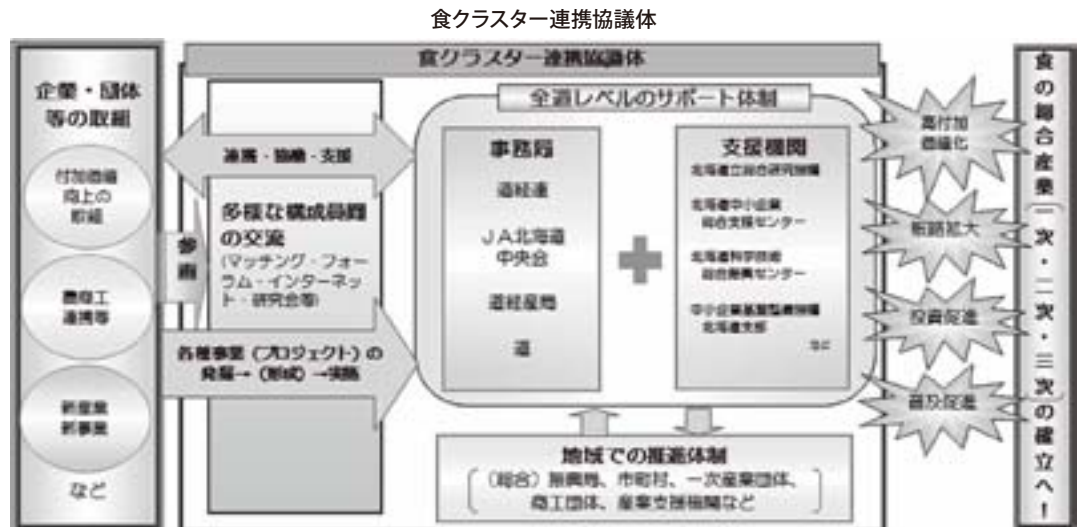 食クラスター連携協議体
食クラスター連携協議体
企業・団体
等の取組
付加価値
向上の
取組
農商工
連携等
新産業
新事業
など
参画
連携・協働・支援
多様な構成員間
の交流
(マッチング・フォー
ラム・インターネッ
ト・研究会等)
各種事業(プロジェクト)の
発掘→(形成)→実施
全道レベルのサポート体制
事務局
道経連
JA北海道
中央会
道経産局
道
支援機関
北海道立総合研究機構
北海道中小企業
総合支援センター
北海道科学技術
総合振興センター
中小企業基盤整備機構
北海道支部
など
地域での推進体制
(総合)振興局、市町村、一次産業団体、
商工団体、産業支援機関など
高付加
価値化
販路拡大
投資促進
普及促進
食の総合産業(一次・二次・三次)の確立へ!